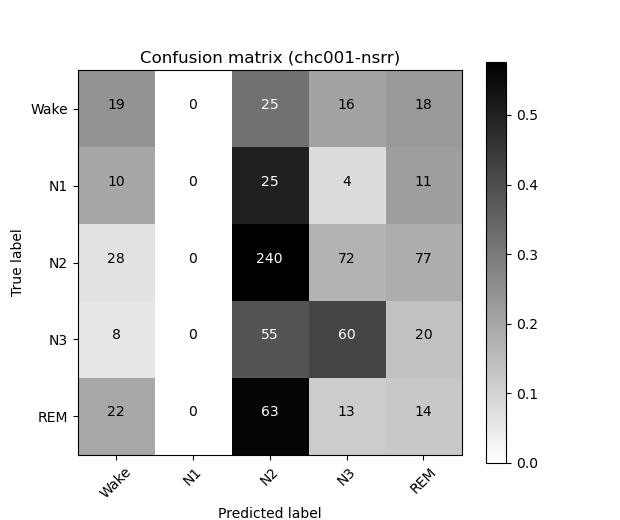 Confusion matrix (chc001-nsrr)
Wake 19 0 25 16 18
N1 10 0 25 4 11
N2 28 0 240 72 77
N3 8 0 55 60 20
REM 22 0 63 13 14
Wake N1 N2 N3 REM
True label
Predicted label
0.5
0.4
0.3
0.2
0.1
0.0